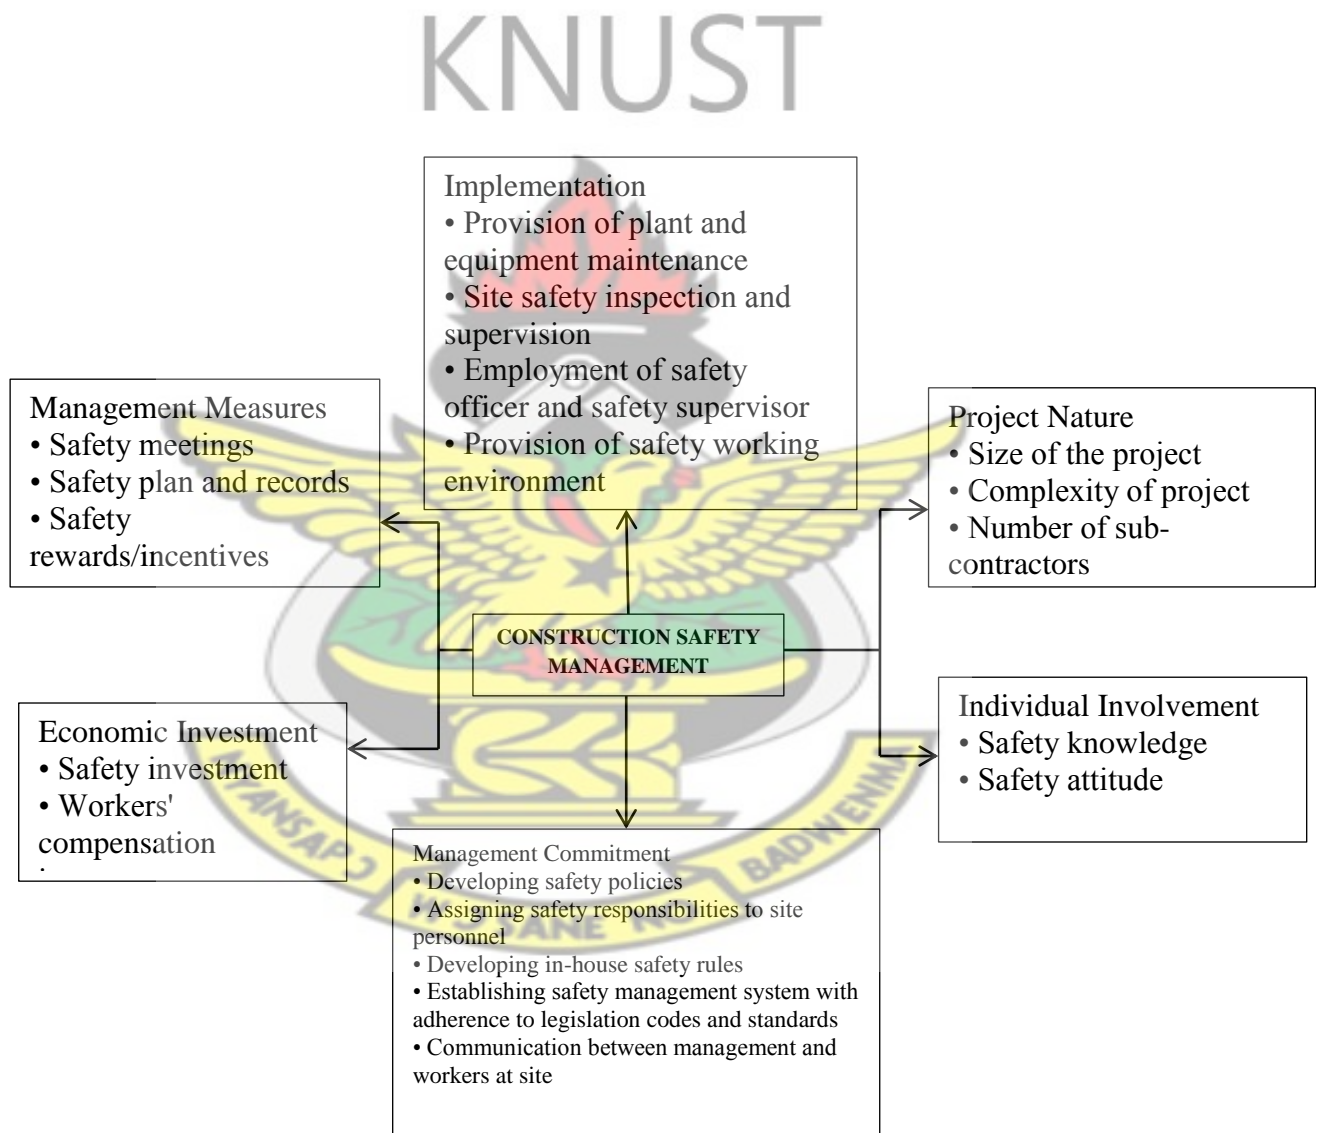 KNUST
Implementation
• Provision of plant and
equipment maintenance
• Site safety inspection and
supervision
• Employment of safety
officer and safety supervisor
• Provision of safety working
environment
Management Measures
• Safety meetings
• Safety plan and records
• Safety
rewards/incentives
Project Nature
• Size of the project
• Complexity of project
• Number of sub-
contractors
CONSTRUCTION SAFETY
MANAGEMENT
Economic Investment
• Safety investment
• Workers'
compensation
Individual Involvement
• Safety knowledge
• Safety attitude
Management Commitment
• Developing safety policies
• Assigning safety responsibilities to site
personnel
• Developing in-house safety rules
• Establishing safety management system with
adherence to legislation codes and standards
• Communication between management and
workers at site
SANE NO BADWENMA